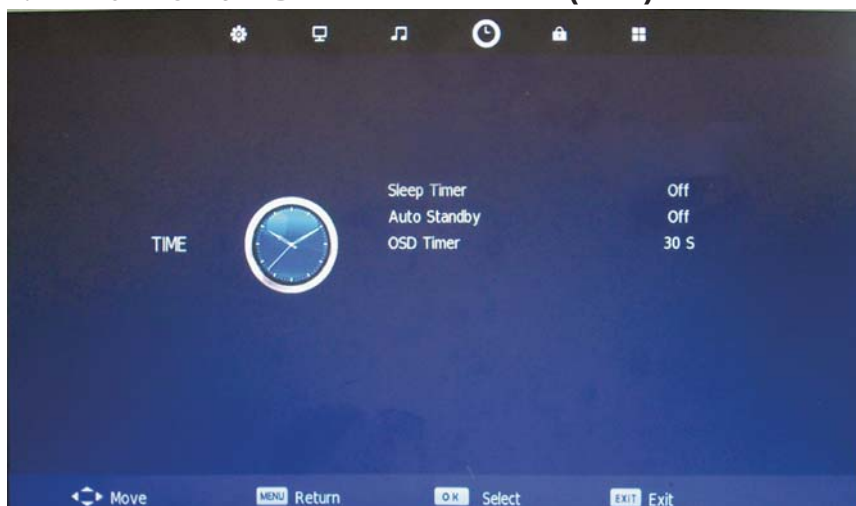 Sleep Timer Off
Auto Standby Off
TIME OSD Timer 30 S
Move MENU Return OK Select EXIT Exit